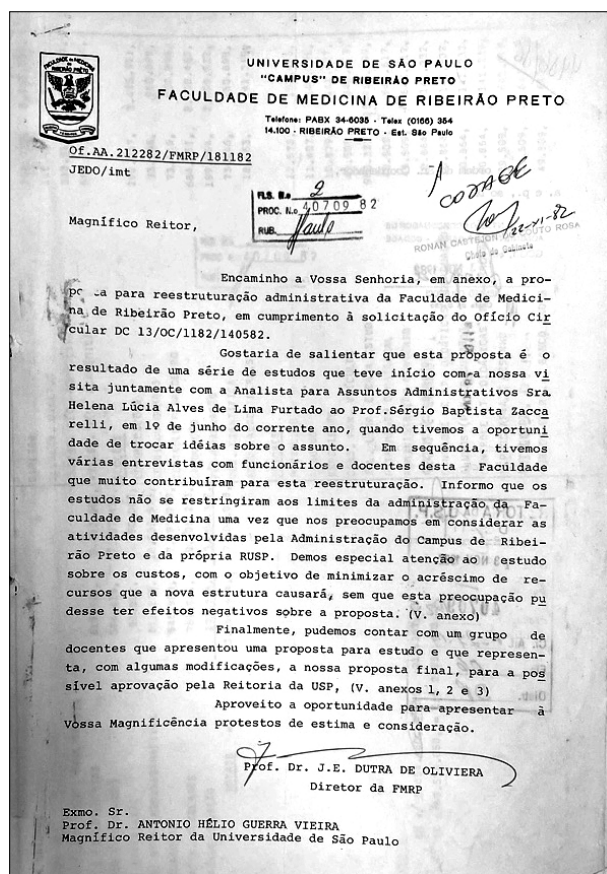 UNIVERSIDADE DE SÃO PAULO
"CAMPUS" DE RIBEIRÃO PRETO
FACULDADE DE MEDICINA DE RIBEIRÃO PRETO
Telefone: PABX 34-6035 - Telex (0166) 354
14.100 - RIBEIRÃO PRETO - Est. São Paulo
Of.AA.212282/FMRP/181182
JEDO/imt
À
CODAGE
22-XI-82
RONAN CASTEJON COUTO ROSA
Chefe de Gabinete
FLS. N.o 2
PROC. N.o 40709 82
RUB.
Magnífico Reitor,
Encaminho a Vossa Senhoria, em anexo, a pro-
para reestruturação administrativa da Faculdade de Medici-
na de Ribeirão Preto, em cumprimento à solicitação do Ofício Cir
cular DC 13/OC/1182/140582.
Gostaria de salientar que esta proposta é o
resultado de uma série de estudos que teve início com a nossa vi
sita juntamente com a Analista para Assuntos Administrativos Sra.
Helena Lúcia Alves de Lima Furtado ao Prof.Sérgio Baptista Zacca
relli, em 1º de junho do corrente ano, quando tivemos a oportuni
dade de trocar idéias sobre o assunto. Em sequência, tivemos
várias entrevistas com funcionários e docentes desta Faculdade
que muito contribuíram para esta reestruturação. Informo que os
estudos não se restringiram aos limites da administração da Fa-
culdade de Medicina uma vez que nos preocupamos em considerar as
atividades desenvolvidas pela Administração do Campus de Ribei-
rão Preto e da própria RUSP. Demos especial atenção ao estudo
sobre os custos, com o objetivo de minimizar o acréscimo de re-
cursos que a nova estrutura causará, sem que esta preocupação pu
desse ter efeitos negativos sobre a proposta. (V. anexo)
Finalmente, pudemos contar com um grupo de
docentes que apresentou uma proposta para estudo e que represen-
ta, com algumas modificações, a nossa proposta final, para a pos
sível aprovação pela Reitoria da USP, (V. anexos 1, 2 e 3)
Aproveito a oportunidade para apresentar à
Vossa Magnificência protestos de estima e consideração.
Prof. Dr. J.E. DUTRA DE OLIVIERA
Diretor da FMRP
Exmo. Sr.
Prof. Dr. ANTONIO HÉLIO GUERRA VIEIRA
Magnífico Reitor da Universidade de São Paulo